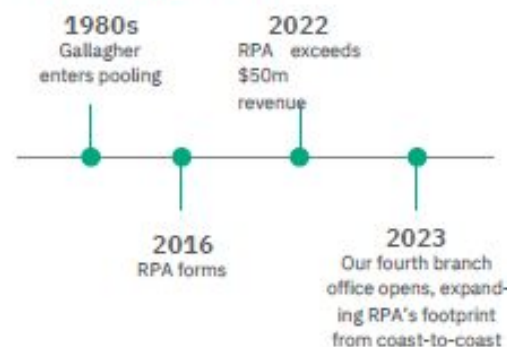 1980s
Gallagher
enters pooling
2022
RPA exceeds
$50m
revenue
2016
RPA forms
2023
Our fourth branch
office opens, expand-
ing RPA's footprint
from coast-to-coast